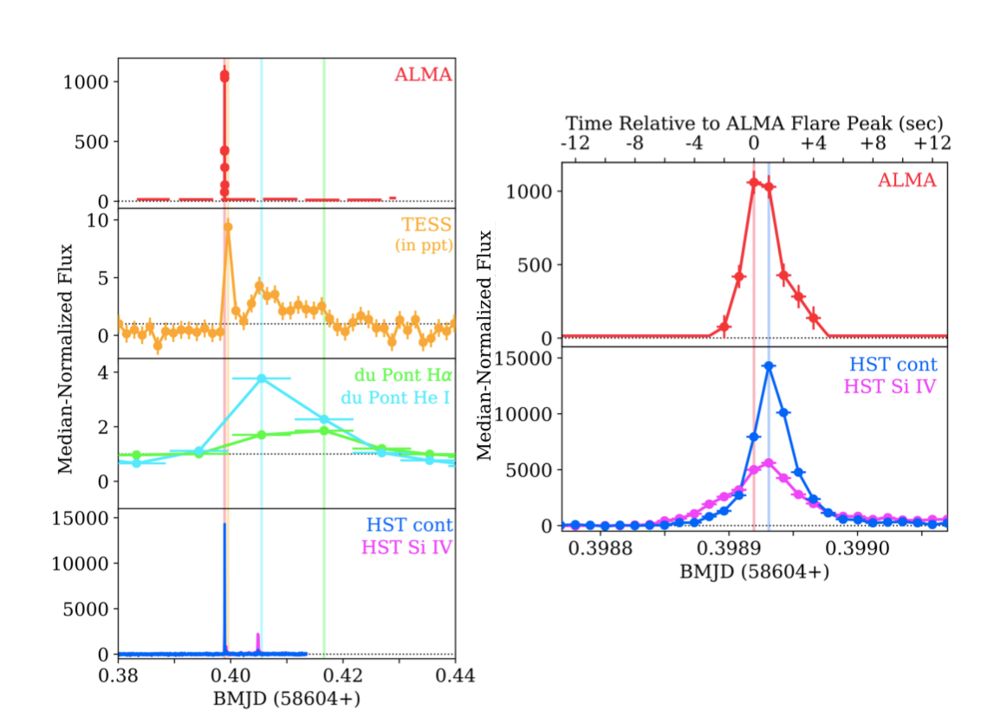 ALMA
1000
500
0
TESS
(in ppt)
10
5
0
du Pont Hα
du Pont He I
4
2
0
HST cont
HST Si IV
15000
10000
5000
0
0.38 0.40 0.42 0.44
BMJD (58604+)
Median-Normalized Flux
Time Relative to ALMA Flare Peak (sec)
-12 -8 -4 0 +4 +8 +12
ALMA
1000
500
0
HST cont
HST Si IV
15000
10000
5000
0
0.3988 0.3989 0.3990
BMJD (58604+)
Median-Normalized Flux